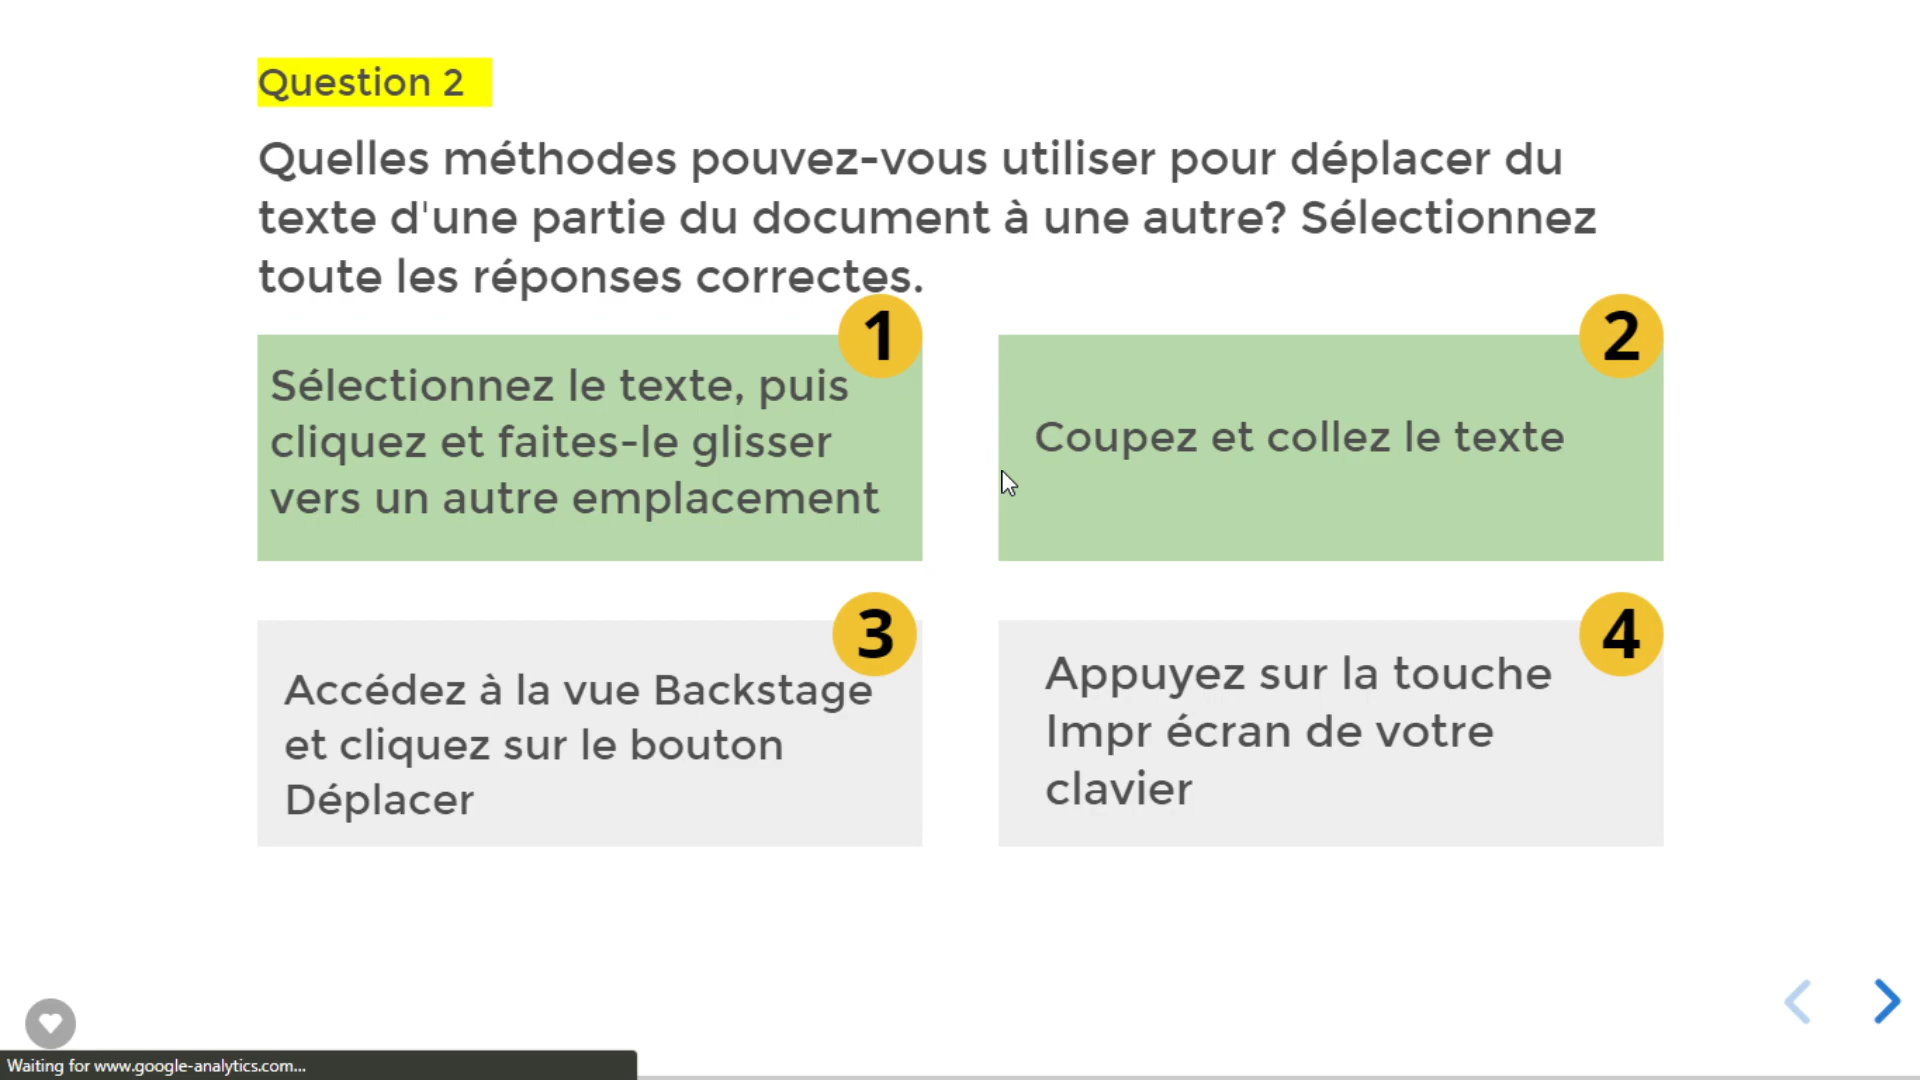 Question 2
Quelles méthodes pouvez-vous utiliser pour déplacer du
texte d'une partie du document à une autre? Sélectionnez
toute les réponses correctes.
1
Sélectionnez le texte, puis
cliquez et faites-le glisser
vers un autre emplacement
2
Coupez et collez le texte
3
Accédez à la vue Backstage
et cliquez sur le bouton
Déplacer
4
Appuyez sur la touche
Impr écran de votre
clavier
Waiting for www.google-analytics.com...